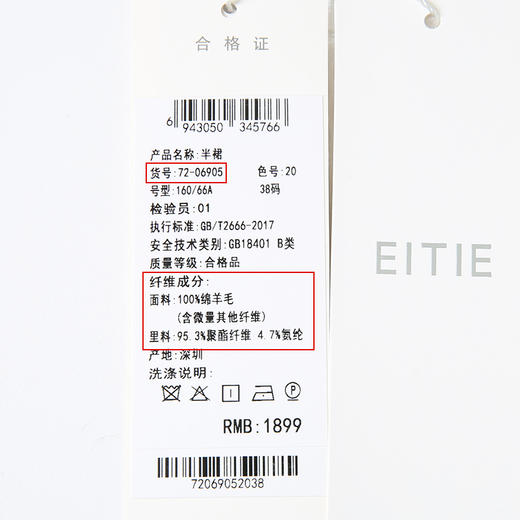 合格证
6 943050 345766
产品名称:半裙
货号:72-06905 色号:20
号型:160/66A 38码
检验员:01
执行标准:GB/T2666-2017
安全技术类别:GB18401 B类
质量等级:合格品
纤维成分:
面料:100%绵羊毛
(含微量其他纤维)
里料:95.3%聚酯纤维 4.7%氨纶
产地:深圳
洗涤说明:
P
RMB:1899
72069052038
EITIE